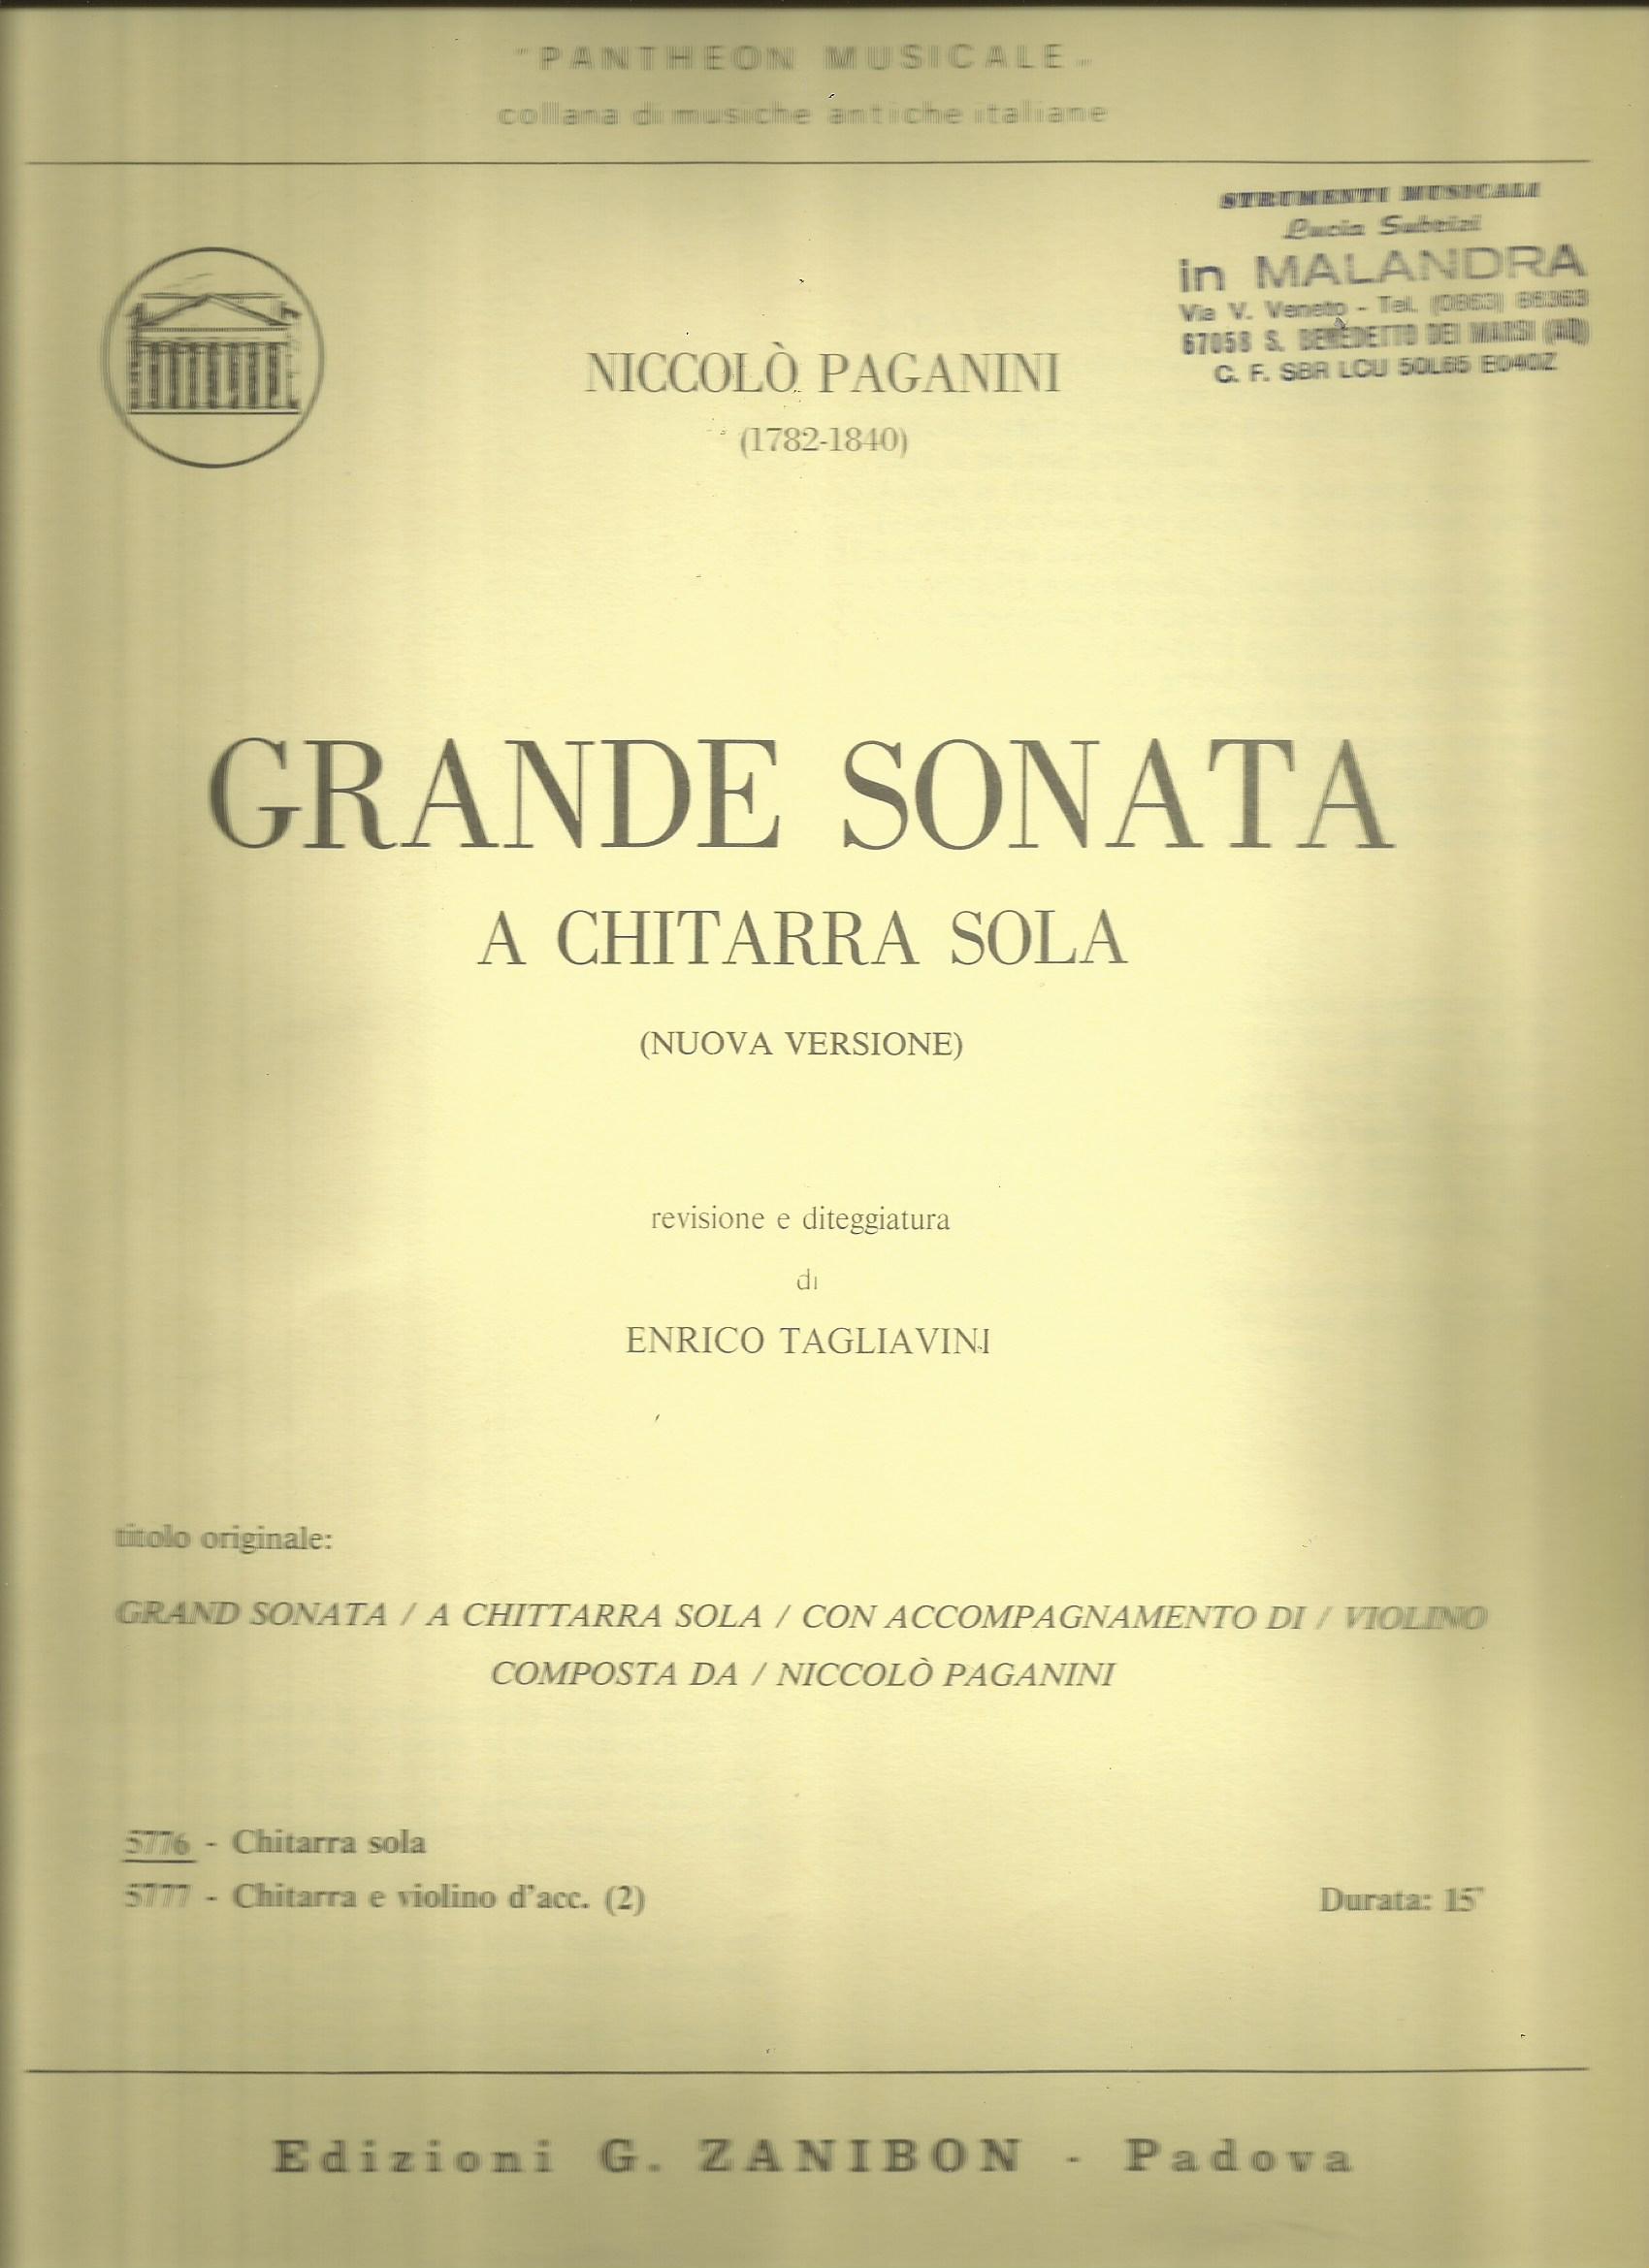 "PANTHEON MUSICALE„
collana di musiche antiche italiane
STRUMENTI MUSICALI
Lucia Subrizi
in MALANDRA
Via V. Veneto - Tel. (0863) 86363
67058 S. BENEDETTO DEI MARSI (AQ)
C. F. SBR LCU 50L65 E040Z
NICCOLÒ PAGANINI
(1782-1840)
GRANDE SONATA
A CHITARRA SOLA
(NUOVA VERSIONE)
revisione e diteggiatura
di
ENRICO TAGLIAVINI
titolo originale:
GRAND SONATA / A CHITTARRA SOLA / CON ACCOMPAGNAMENTO DI / VIOLINO
COMPOSTA DA / NICCOLÒ PAGANINI
5776 - Chitarra sola
5777 - Chitarra e violino d'acc. (2)
Durata: 15'
Edizioni G. ZANIBON - Padova